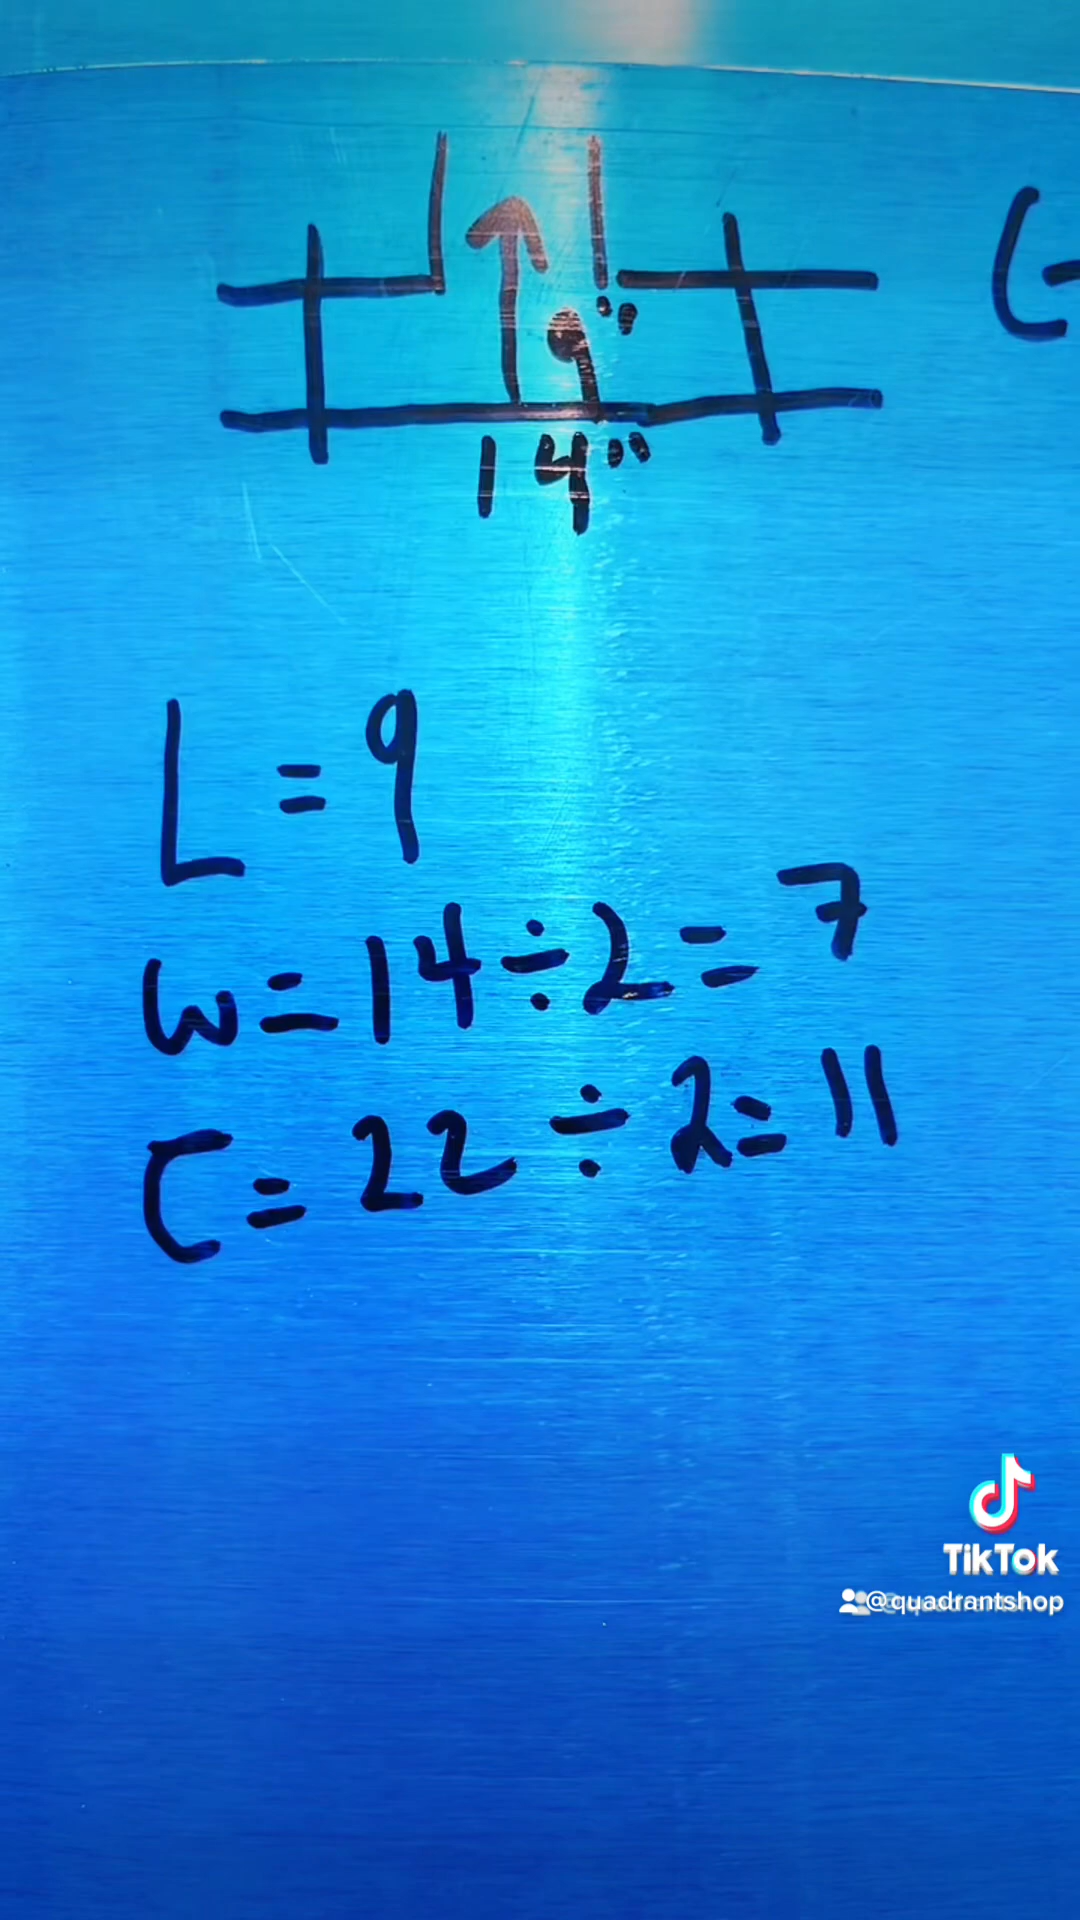 9"
14"
L = 9
W = 14 ÷ 2 = 7
C = 22 ÷ 2 = 11
TikTok
@quadrantshop